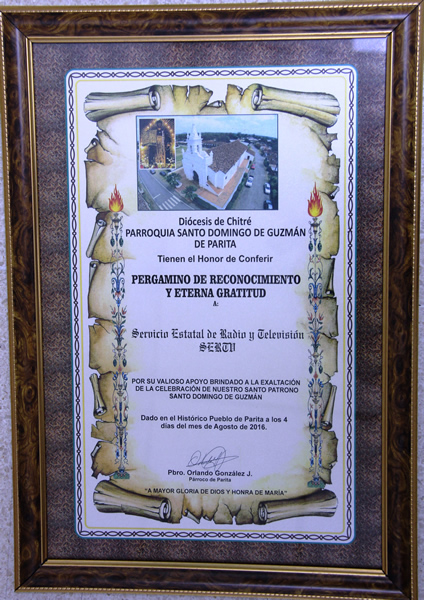 Diócesis de Chitré
PARROQUIA SANTO DOMINGO DE GUZMÁN
DE PARITA
Tienen el Honor de Conferir
PERGAMINO DE RECONOCIMIENTO
Y ETERNA GRATITUD
A:
Servicio Estatal de Radio y Televisión
SERTV
POR SU VALIOSO APOYO BRINDADO A LA EXALTACIÓN
DE LA CELEBRACIÓN DE NUESTRO SANTO PATRONO
SANTO DOMINGO DE GUZMÁN
Dado en el Histórico Pueblo de Parita a los 4
días del mes de Agosto de 2016.
Pbro. Orlando González J.
Párroco de Parita
"A MAYOR GLORIA DE DIOS Y HONRA DE MARÍA"